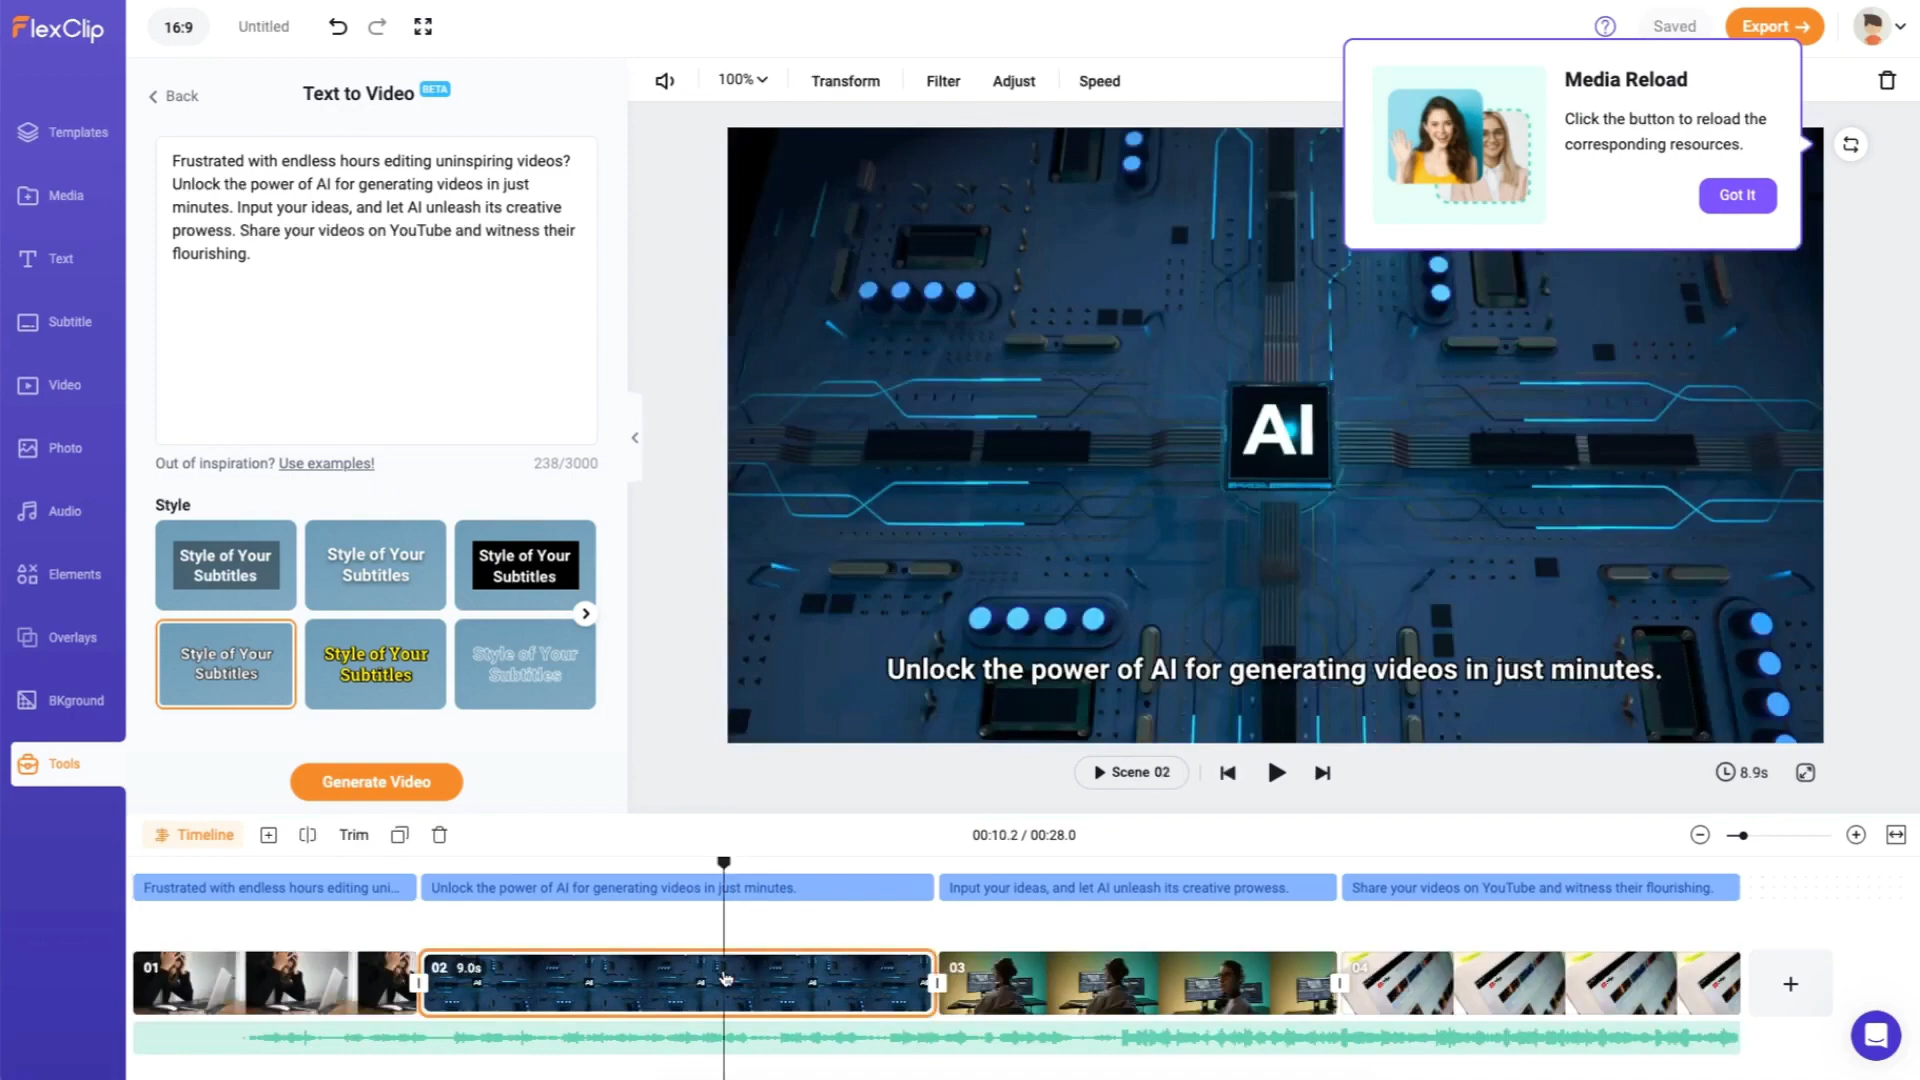 FlexClip
16:9
Untitled
Saved
Export →
Templates
Media
Text
Subtitle
Video
Photo
Audio
Elements
Overlays
BKground
Tools
Back
Text to Video BETA
Frustrated with endless hours editing uninspiring videos?
Unlock the power of AI for generating videos in just
minutes. Input your ideas, and let AI unleash its creative
prowess. Share your videos on YouTube and witness their
flourishing.
Out of inspiration? Use examples! 238/3000
Style
Style of Your
Subtitles
Style of Your
Subtitles
Style of Your
Subtitles
Style of Your
Subtitles
Style of Your
Subtitles
Style of Your
Subtitles
Generate Video
100% Transform Filter Adjust Speed
Media Reload
Click the button to reload the
corresponding resources.
Got It
AI
Unlock the power of AI for generating videos in just minutes.
Scene 02
8.9s
Timeline Trim 00:10.2 / 00:28.0
Frustrated with endless hours editing uni...
Unlock the power of AI for generating videos in just minutes.
Input your ideas, and let AI unleash its creative prowess.
Share your videos on YouTube and witness their flourishing.
01
02 9.0s
03
04